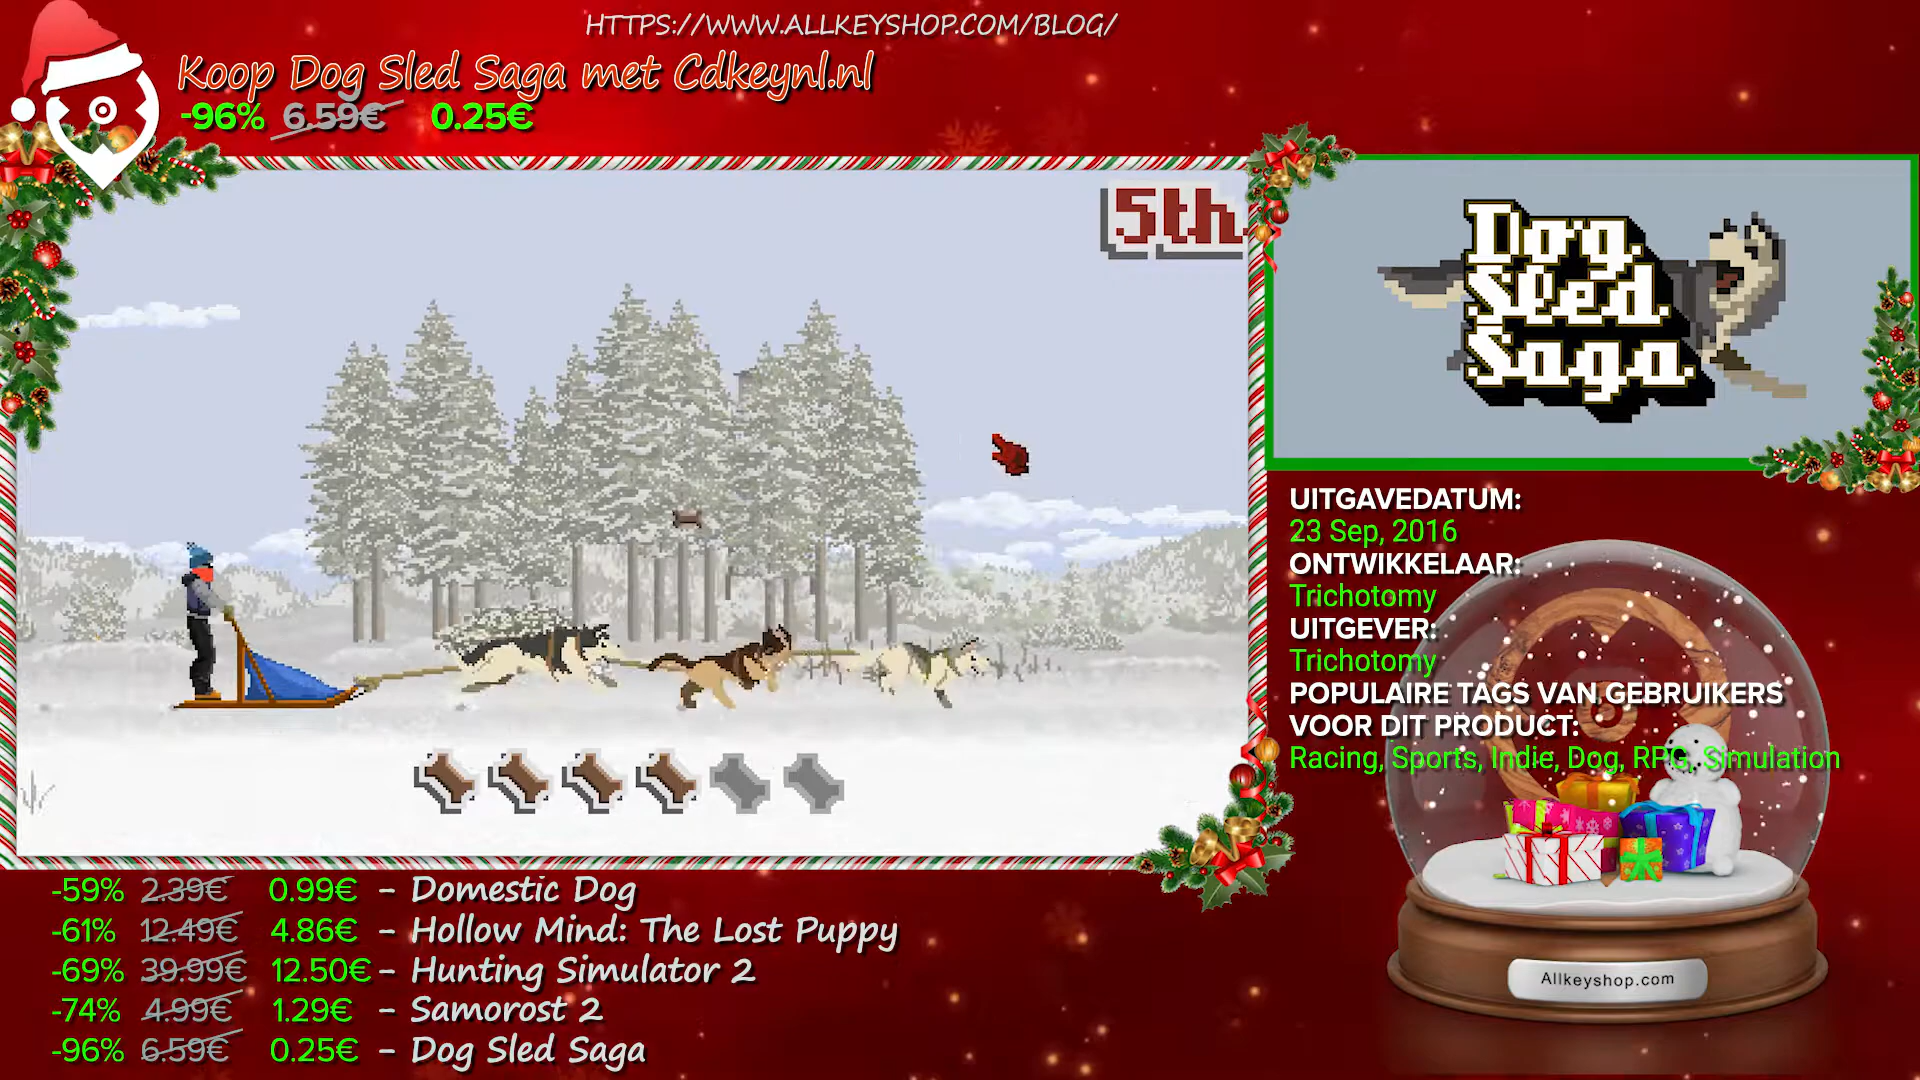 HTTPS://WWW.ALLKEYSHOP.COM/BLOG/
Koop Dog Sled Saga met Cdkeynl.nl
-96% 6.59€ 0.25€
5th
Dog
Sled
Saga
UITGAVEDATUM:
23 Sep, 2016
ONTWIKKELAAR:
Trichotomy
UITGEVER:
Trichotomy
POPULAIRE TAGS VAN GEBRUIKERS
VOOR DIT PRODUCT:
Racing, Sports, Indie, Dog, RPG, Simulation
Allkeyshop.com
-59% 2.39€ 0.99€ - Domestic Dog
-61% 12.49€ 4.86€ - Hollow Mind: The Lost Puppy
-69% 39.99€ 12.50€ - Hunting Simulator 2
-74% 4.99€ 1.29€ - Samorost 2
-96% 6.59€ 0.25€ - Dog Sled Saga